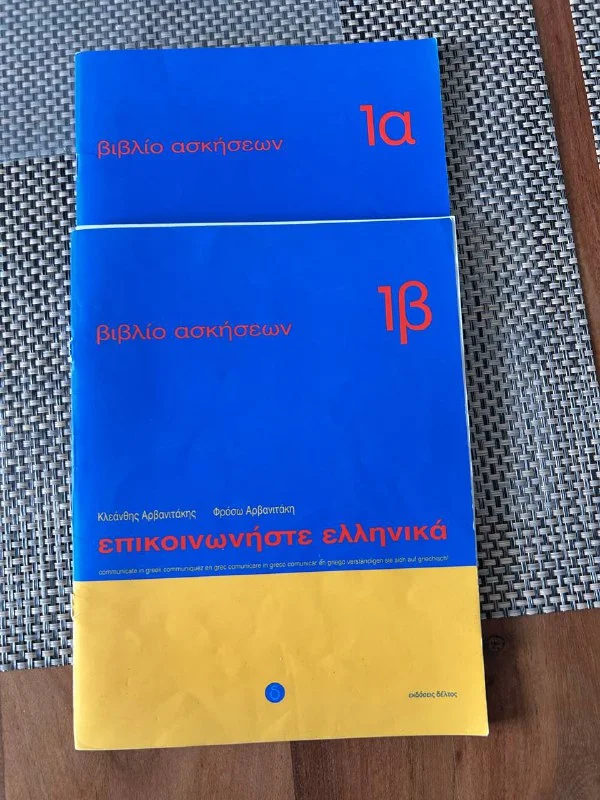 1α
βιβλίο ασκήσεων
1β
βιβλίο ασκήσεων
Κλεάνθης Αρβανιτάκης Φρόσω Αρβανιτάκη
επικοινωνήστε ελληνικά
communicate in greek communiquez en grec comunicare in greco comunicar en griego verständigen sie sich auf griechisch!
δ
εκδόσεις δέλτος